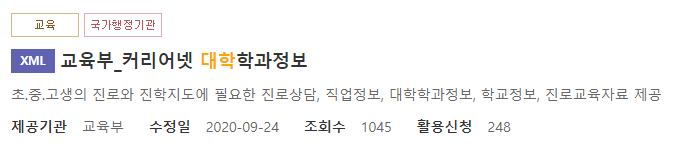 교육 국가행정기관
XML 교육부_커리어넷 대학학과정보
초.중.고생의 진로와 진학지도에 필요한 진로상담, 직업정보, 대학학과정보, 학교정보, 진로교육자료 제공
제공기관 교육부 수정일 2020-09-24 조회수 1045 활용신청 248